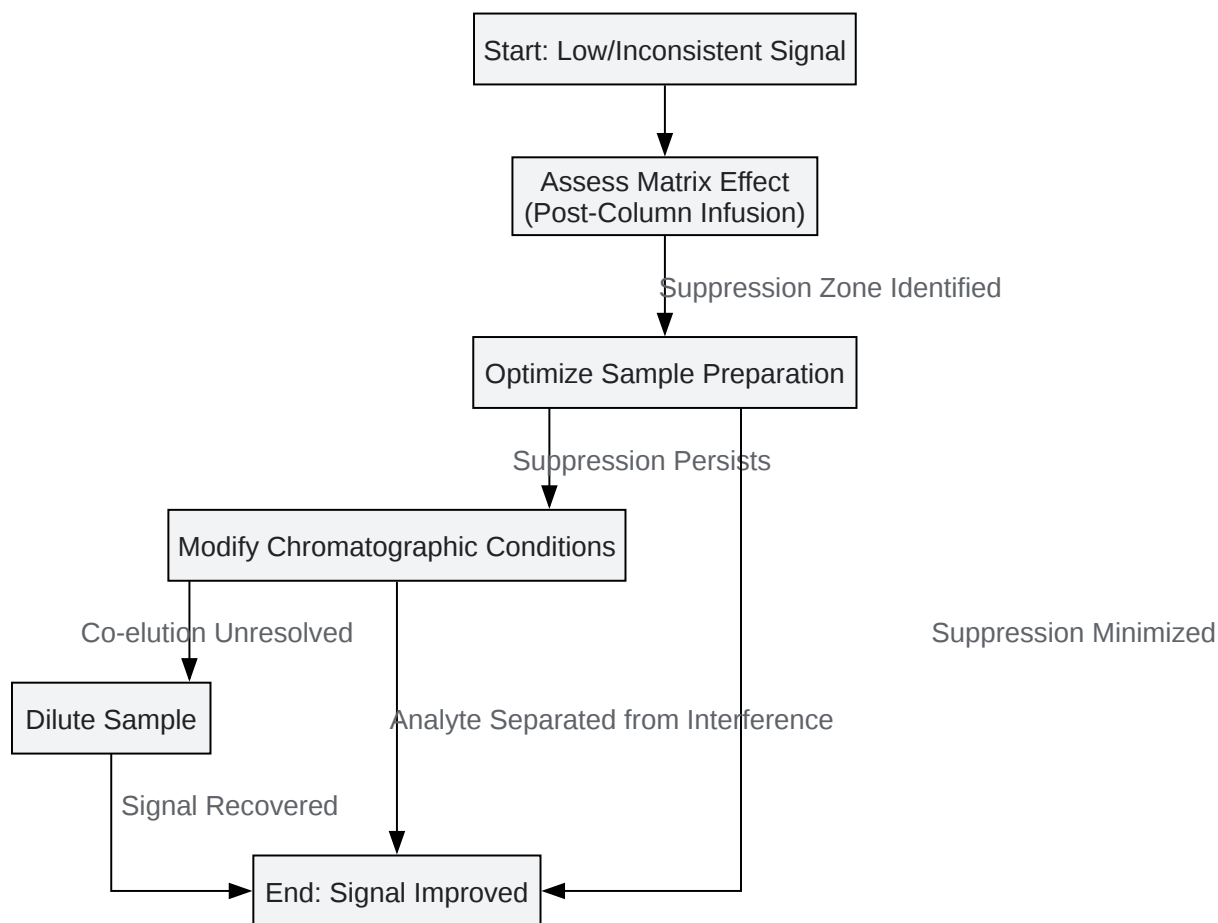 Start: Low/Inconsistent Signal
Assess Matrix Effect
(Post-Column Infusion)
Suppression Zone Identified
Optimize Sample Preparation
Suppression Persists
Modify Chromatographic Conditions
Co-elution Unresolved
Suppression Minimized
Dilute Sample
Analyte Separated from Interference
Signal Recovered
End: Signal Improved